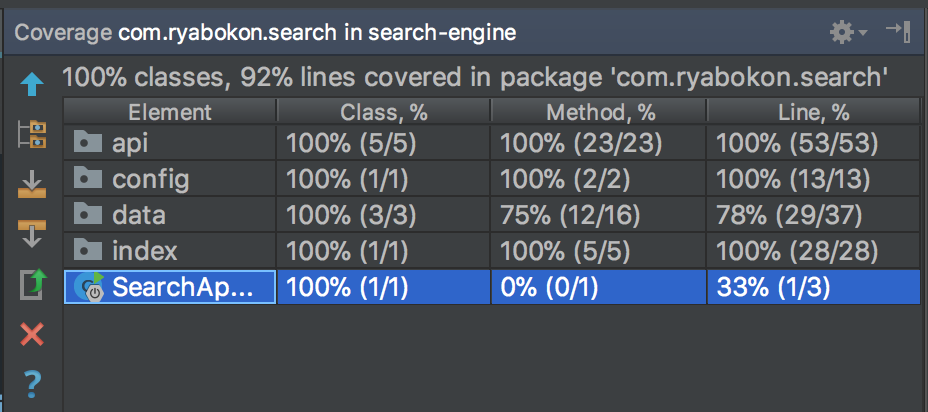 Coverage com.ryabokon.search in search-engine
100% classes, 92% lines covered in package 'com.ryabokon.search'
Element Class, % Method, % Line, %
api 100% (5/5) 100% (23/23) 100% (53/53)
config 100% (1/1) 100% (2/2) 100% (13/13)
data 100% (3/3) 75% (12/16) 78% (29/37)
index 100% (1/1) 100% (5/5) 100% (28/28)
SearchAp... 100% (1/1) 0% (0/1) 33% (1/3)
?